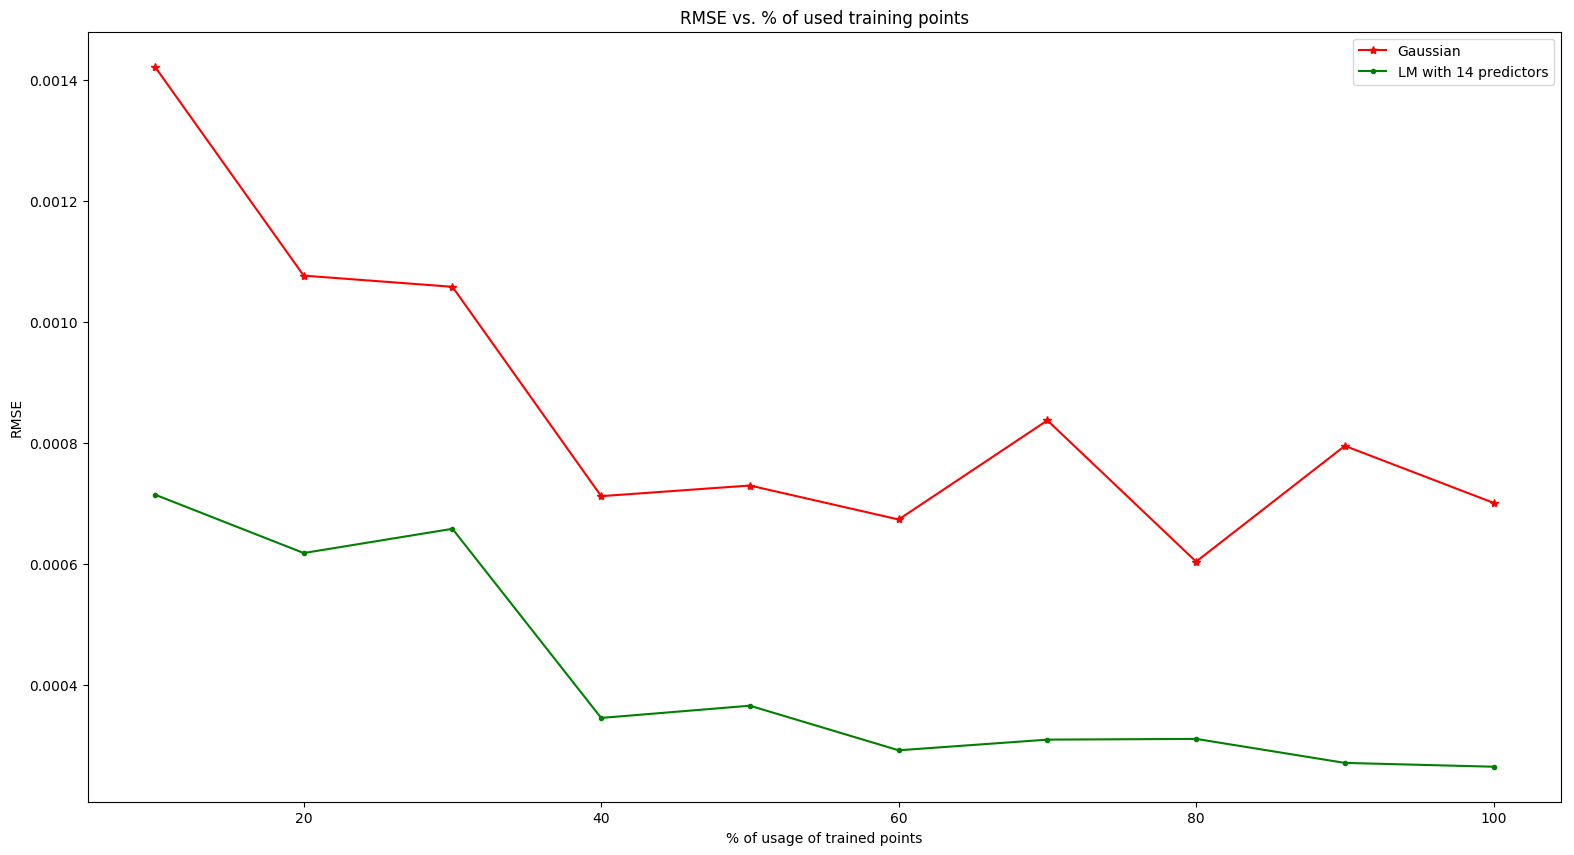 RMSE vs. % of used training points
Gaussian
LM with 14 predictors
0.0014
0.0012
0.0010
0.0008
0.0006
0.0004
RMSE
20
40
60
80
100
% of usage of trained points